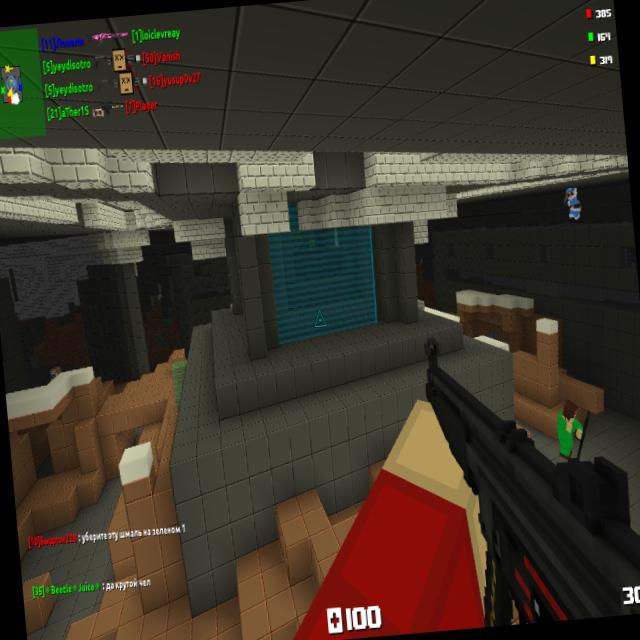 [1]loiclevreay
385
[5]yeydisotro [50]Vanish
164
[5]yeydisotro [16]yusup0v27
319
[21]aTher1S [7]Player
: уберите эту шмаль на зеленом 1
[35] Beetle Juice : да крутой чел
100
30